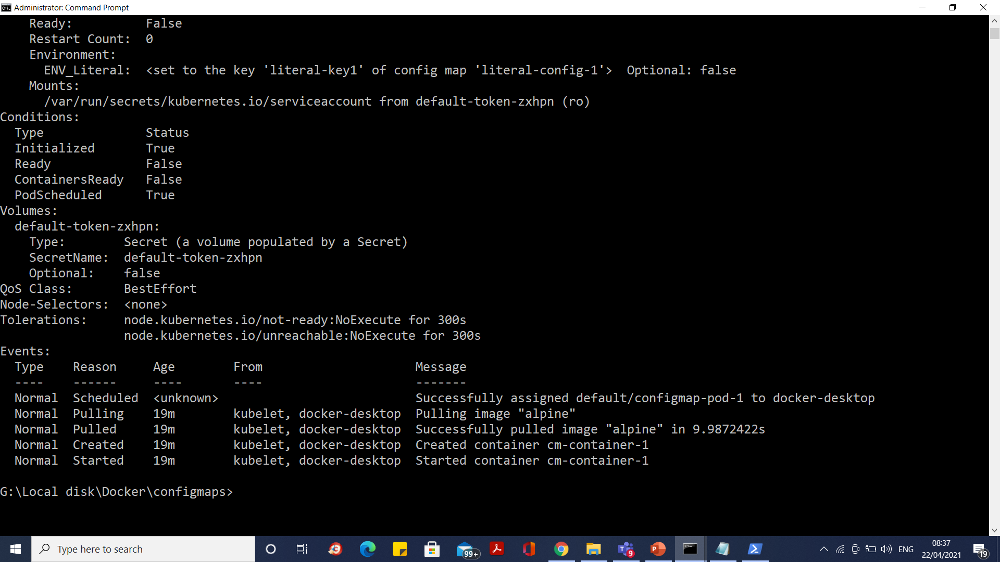 Administrator: Command Prompt
    Ready:          False
    Restart Count:  0
    Environment:
      ENV_Literal:  <set to the key 'literal-key1' of config map 'literal-config-1'>  Optional: false
    Mounts:
      /var/run/secrets/kubernetes.io/serviceaccount from default-token-zxhpn (ro)
Conditions:
  Type              Status
  Initialized       True
  Ready             False
  ContainersReady   False
  PodScheduled      True
Volumes:
  default-token-zxhpn:
    Type:        Secret (a volume populated by a Secret)
    SecretName:  default-token-zxhpn
    Optional:    false
QoS Class:       BestEffort
Node-Selectors:  <none>
Tolerations:     node.kubernetes.io/not-ready:NoExecute for 300s
                 node.kubernetes.io/unreachable:NoExecute for 300s
Events:
  Type    Reason     Age        From                     Message
  ----    ------     ----       ----                     -------
  Normal  Scheduled  <unknown>                           Successfully assigned default/configmap-pod-1 to docker-desktop
  Normal  Pulling    19m        kubelet, docker-desktop  Pulling image "alpine"
  Normal  Pulled     19m        kubelet, docker-desktop  Successfully pulled image "alpine" in 9.9872422s
  Normal  Created    19m        kubelet, docker-desktop  Created container cm-container-1
  Normal  Started    19m        kubelet, docker-desktop  Started container cm-container-1
G:\Local disk\Docker\configmaps>
Type here to search
99+
9
ENG
08:37
22/04/2021
19